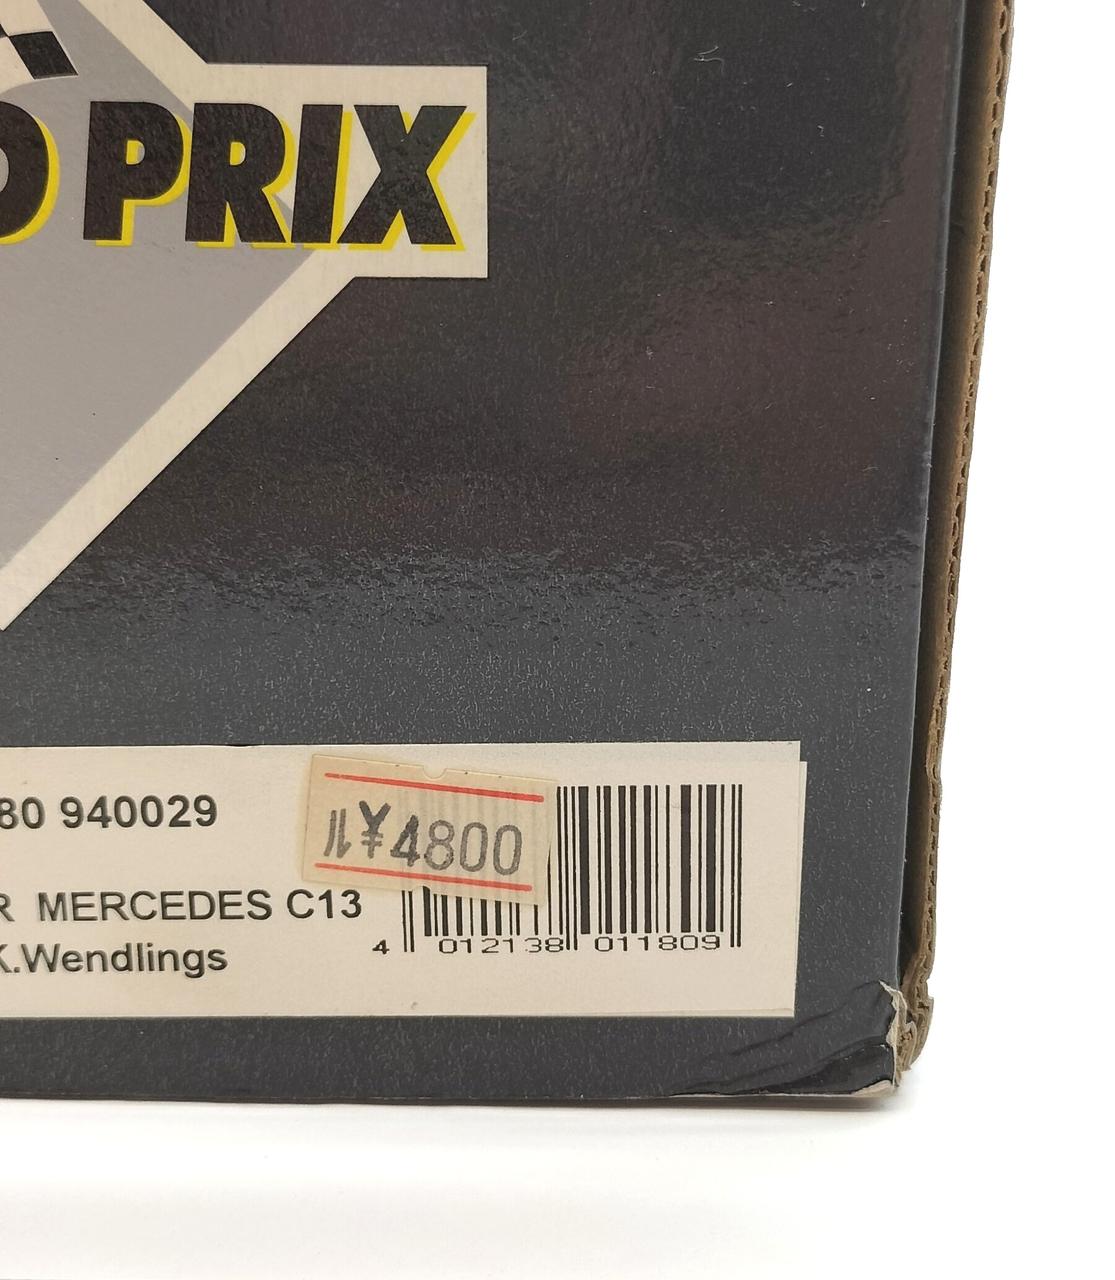 D PRIX
80 940029
ル¥4800
R MERCEDES C13
K.Wendlings
4 012138 011809